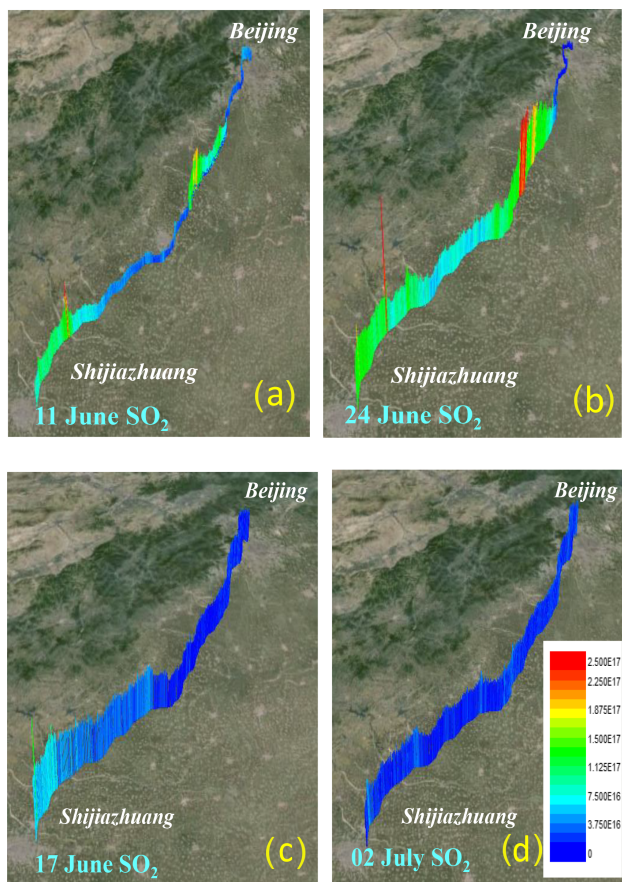 Beijing
Shijiazhuang
(a)
11 June SO₂
Beijing
Shijiazhuang
(b)
24 June SO₂
Beijing
Shijiazhuang
(c)
17 June SO₂
Beijing
Shijiazhuang
(d)
02 July SO₂
2.500E17
2.250E17
1.875E17
1.500E17
1.125E17
7.500E16
3.750E16
0